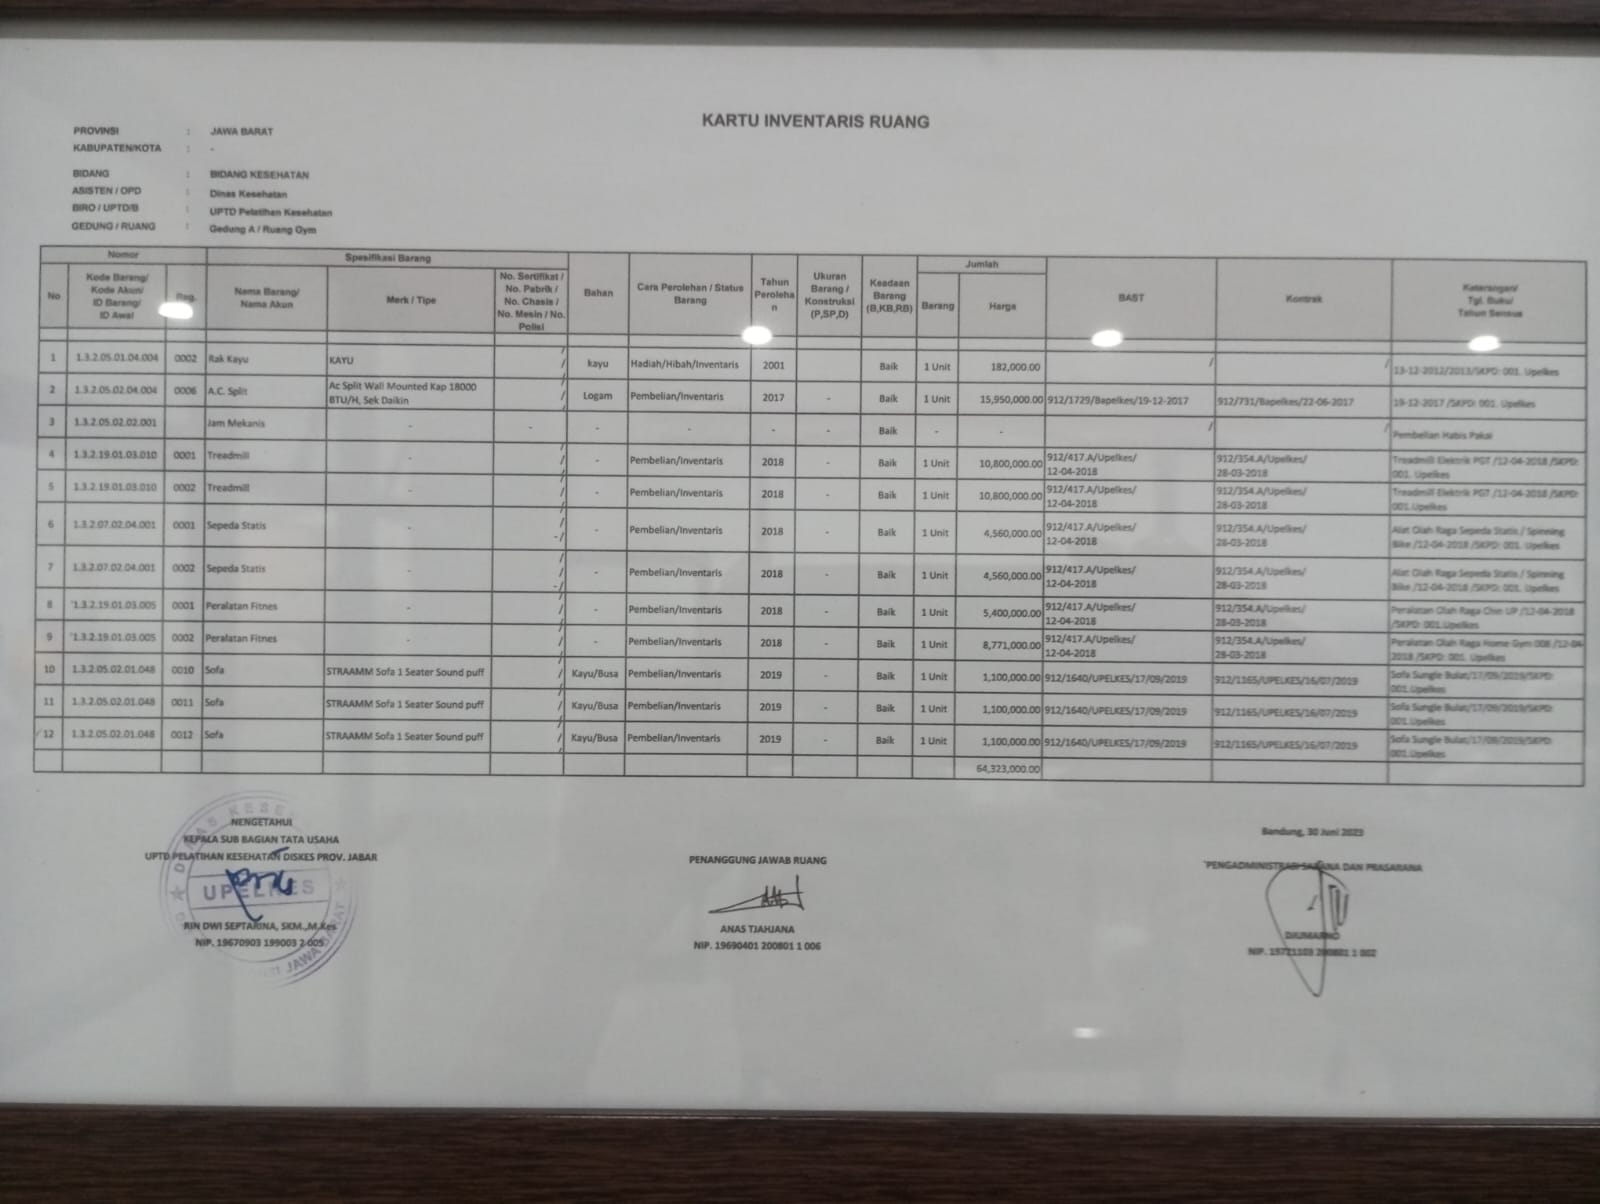 KARTU INVENTARIS RUANG
PROVINSI : JAWA BARAT
KABUPATEN/KOTA : -
BIDANG : BIDANG KESEHATAN
ASISTEN / OPD : Dinas Kesehatan
BIRO / UPTD/B : UPTD Pelatihan Kesehatan
GEDUNG / RUANG : Gedung A / Ruang Gym
Nomor Spesifikasi Barang Jumlah
No Kode Barang/ Kode Akun/ ID Barang/ ID Awal Reg. Nama Barang/ Nama Akun Merk / Tipe No. Sertifikat / No. Pabrik / No. Chasis / No. Mesin / No. Polisi Bahan Cara Perolehan / Status Barang Tahun Perolehan Ukuran Barang / Konstruksi (P,SP,D) Keadaan Barang (B,KB,RB) Barang Harga BAST Kontrak Keterangan/ Tgl. Buku/ Tahun Sensus
1 1.3.2.05.01.04.004 0002 Rak Kayu KAYU / kayu Hadiah/Hibah/Inventaris 2001 Baik 1 Unit 182,000.00 / / 13-12-2012/2013/SKPD: 001. Upelkes
2 1.3.2.05.02.04.004 0006 A.C. Split Ac Split Wall Mounted Kap 18000 BTU/H, Sek Daikin / Logam Pembelian/Inventaris 2017 - Baik 1 Unit 15,950,000.00 912/1729/Bapelkes/19-12-2017 912/731/Bapelkes/22-06-2017 19-12-2017 /SKPD: 001. Upelkes
3 1.3.2.05.02.02.001 Jam Mekanis - - - - - - Baik - - / / Pembelian Habis Pakai
4 1.3.2.19.01.03.010 0001 Treadmill - / - Pembelian/Inventaris 2018 - Baik 1 Unit 10,800,000.00 912/417.A/Upelkes/ 12-04-2018 912/354.A/Upelkes/ 28-03-2018 Treadmill Elektrik PGT /12-04-2018 /SKPD: 001. Upelkes
5 1.3.2.19.01.03.010 0002 Treadmill - / - Pembelian/Inventaris 2018 - Baik 1 Unit 10,800,000.00 912/417.A/Upelkes/ 12-04-2018 912/354.A/Upelkes/ 28-03-2018 Treadmill Elektrik PGT /12-04-2018 /SKPD: 001.Upelkes
6 1.3.2.07.02.04.001 0001 Sepeda Statis - -/ - Pembelian/Inventaris 2018 - Baik 1 Unit 4,560,000.00 912/417.A/Upelkes/ 12-04-2018 912/354.A/Upelkes/ 28-03-2018 Alat Olah Raga Sepeda Statis / Spinning Bike /12-04-2018 /SKPD: 001. Upelkes
7 1.3.2.07.02.04.001 0002 Sepeda Statis - -/ - Pembelian/Inventaris 2018 - Baik 1 Unit 4,560,000.00 912/417.A/Upelkes/ 12-04-2018 912/354.A/Upelkes/ 28-03-2018 Alat Olah Raga Sepeda Statis / Spinning Bike /12-04-2018 /SKPD: 001. Upelkes
8 '1.3.2.19.01.03.005 0001 Peralatan Fitnes - / - Pembelian/Inventaris 2018 - Baik 1 Unit 5,400,000.00 912/417.A/Upelkes/ 12-04-2018 912/354.A/Upelkes/ 28-03-2018 Peralatan Olah Raga Chin UP /12-04-2018 /SKPD: 001.Upelkes
9 '1.3.2.19.01.03.005 0002 Peralatan Fitnes - / - Pembelian/Inventaris 2018 - Baik 1 Unit 8,771,000.00 912/417.A/Upelkes/ 12-04-2018 912/354.A/Upelkes/ 28-03-2018 Peralatan Olah Raga Home Gym 008 /12-04-2018 /SKPD: 001. Upelkes
10 1.3.2.05.02.01.048 0010 Sofa STRAAMM Sofa 1 Seater Sound puff / Kayu/Busa Pembelian/Inventaris 2019 - Baik 1 Unit 1,100,000.00 912/1640/UPELKES/17/09/2019 912/1165/UPELKES/16/07/2019 Sofa Sungle Bulat/17/09/2019/SKPD: 001.Upelkes
11 1.3.2.05.02.01.048 0011 Sofa STRAAMM Sofa 1 Seater Sound puff / Kayu/Busa Pembelian/Inventaris 2019 - Baik 1 Unit 1,100,000.00 912/1640/UPELKES/17/09/2019 912/1165/UPELKES/16/07/2019 Sofa Sungle Bulat/17/09/2019/SKPD: 001.Upelkes
12 1.3.2.05.02.01.048 0012 Sofa STRAAMM Sofa 1 Seater Sound puff / Kayu/Busa Pembelian/Inventaris 2019 - Baik 1 Unit 1,100,000.00 912/1640/UPELKES/17/09/2019 912/1165/UPELKES/16/07/2019 Sofa Sungle Bulat/17/09/2019/SKPD: 001.Upelkes
64,323,000.00
MENGETAHUI
KEPALA SUB BAGIAN TATA USAHA
UPTD PELATIHAN KESEHATAN DISKES PROV. JABAR
UPELKES
RIN DWI SEPTARINA, SKM.,M.Kes
NIP. 19670903 199003 2 005
PENANGGUNG JAWAB RUANG
ANAS TJAHJANA
NIP. 19690401 200801 1 006
Bandung, 30 Juni 2023
PENGADMINISTRASI SARANA DAN PRASARANA
DJUMARNO
NIP. 19721103 200801 1 002